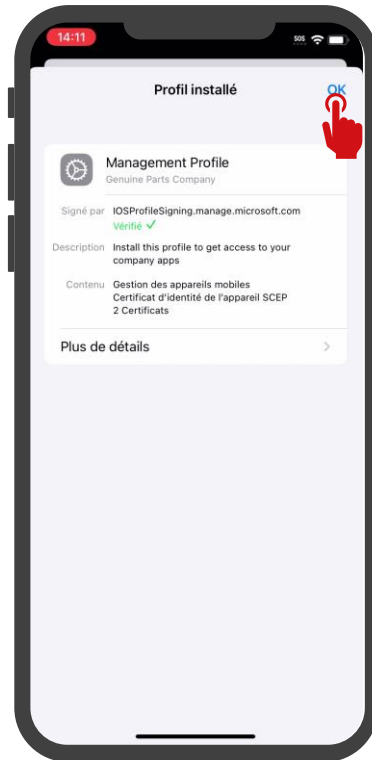 14:11
SOS
Profil installé
OK
Management Profile
Genuine Parts Company
Signé par IOSProfileSigning.manage.microsoft.com
Vérifié ✓
Description Install this profile to get access to your
company apps
Contenu Gestion des appareils mobiles
Certificat d'identité de l'appareil SCEP
2 Certificats
Plus de détails